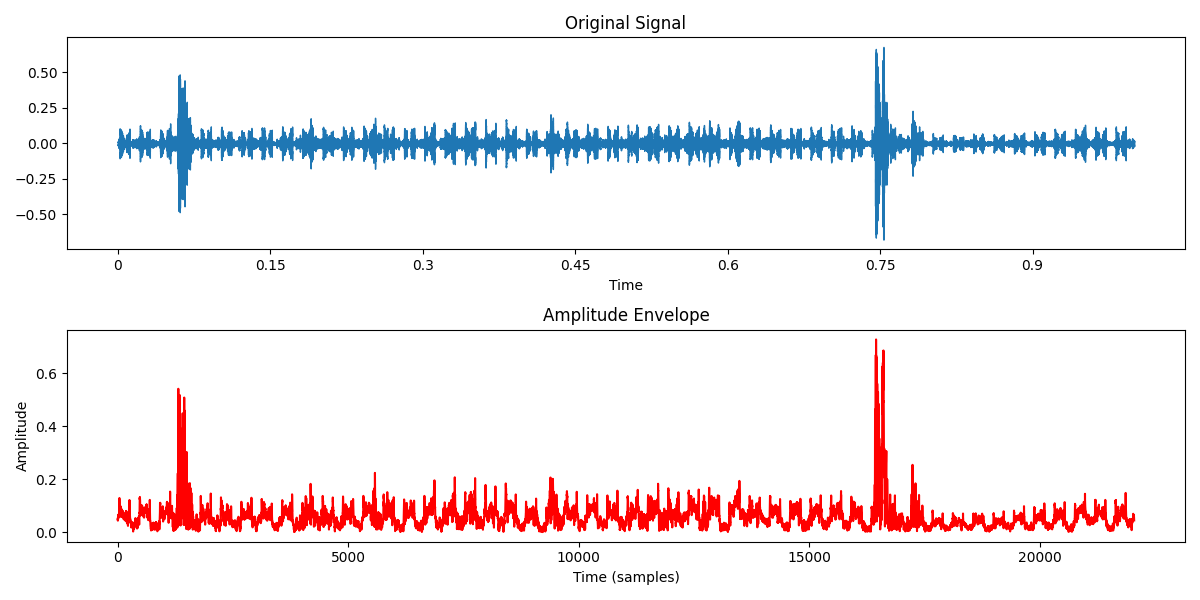 Original Signal
0.50
0.25
0.00
−0.25
−0.50
0 0.15 0.3 0.45 0.6 0.75 0.9
Time
Amplitude Envelope
Amplitude
0.6
0.4
0.2
0.0
0 5000 10000 15000 20000
Time (samples)